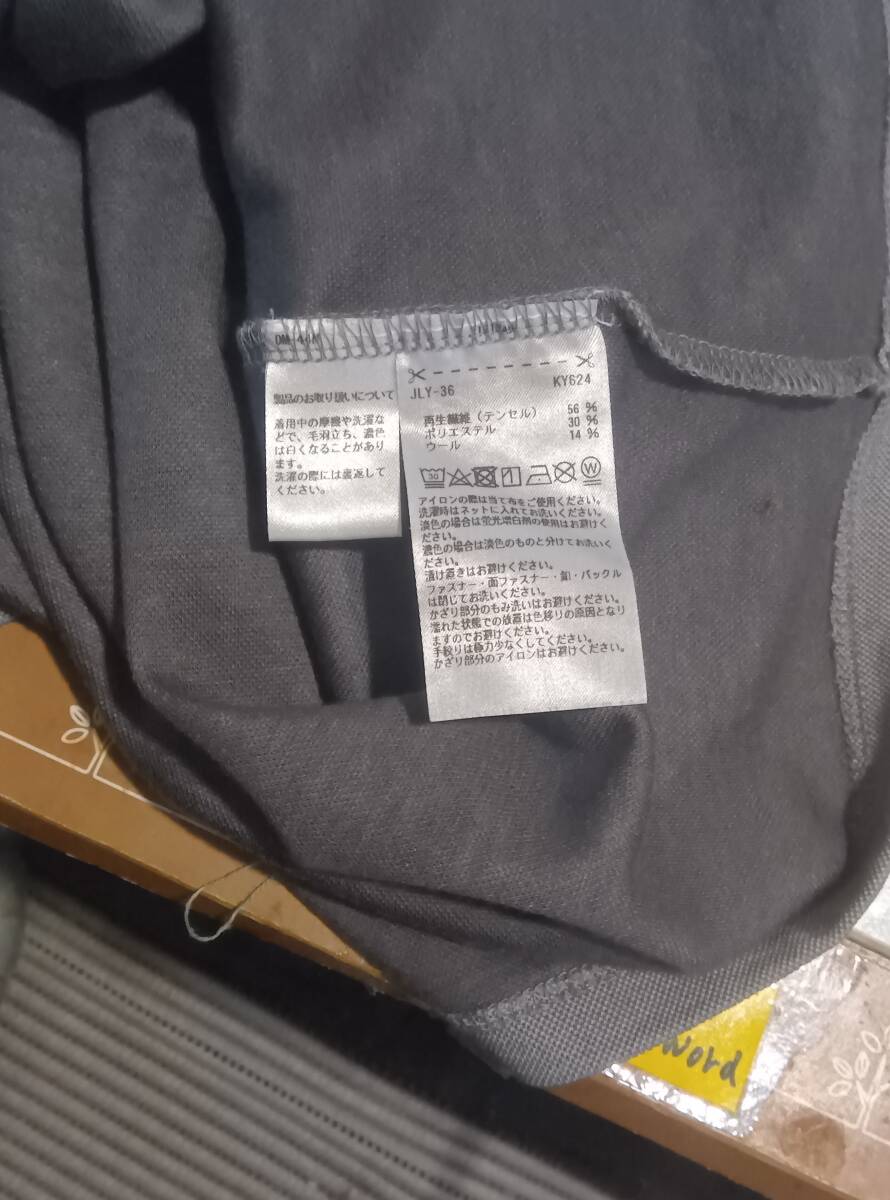 製品のお取り扱いについて
着用中の摩擦や洗濯な
どで、毛羽立ち、濃色
は白くなることがあり
ます。
洗濯の際には裏返して
ください。
JLY-36
KY624
再生繊維（テンセル） 56 %
ポリエステル 30 %
ウール 14 %
30
W
アイロンの際は当て布をご使用ください。
洗濯時はネットに入れてお洗いください。
淡色の場合は蛍光増白剤の使用はお避けく
ださい。
濃色の場合は淡色のものと分けてお洗いく
ださい。
漬け置きはお避けください。
ファスナー・面ファスナー・釦・バックル
は閉じてお洗いください。
かざり部分のもみ洗いはお避けください。
濡れた状態での放置は色移りの原因となり
ますのでお避けください。
手絞りは極力少なくしてください。
かざり部分のアイロンはお避けください。
Word